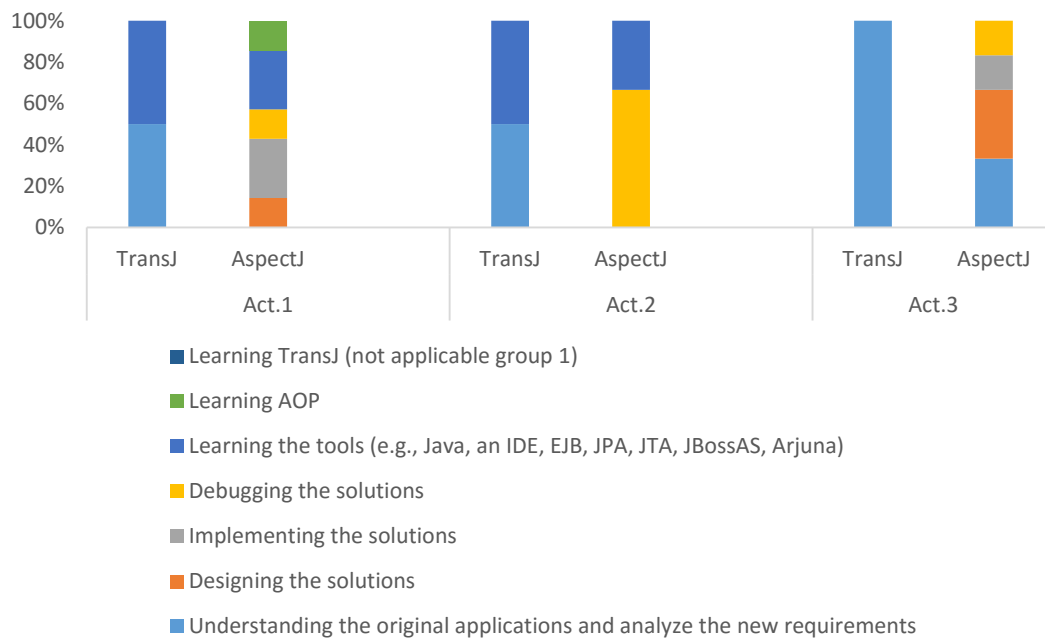 100%
80%
60%
40%
20%
0%
TransJ AspectJ TransJ AspectJ TransJ AspectJ
Act.1 Act.2 Act.3
Learning TransJ (not applicable group 1)
Learning AOP
Learning the tools (e.g., Java, an IDE, EJB, JPA, JTA, JBossAS, Arjuna)
Debugging the solutions
Implementing the solutions
Designing the solutions
Understanding the original applications and analyze the new requirements